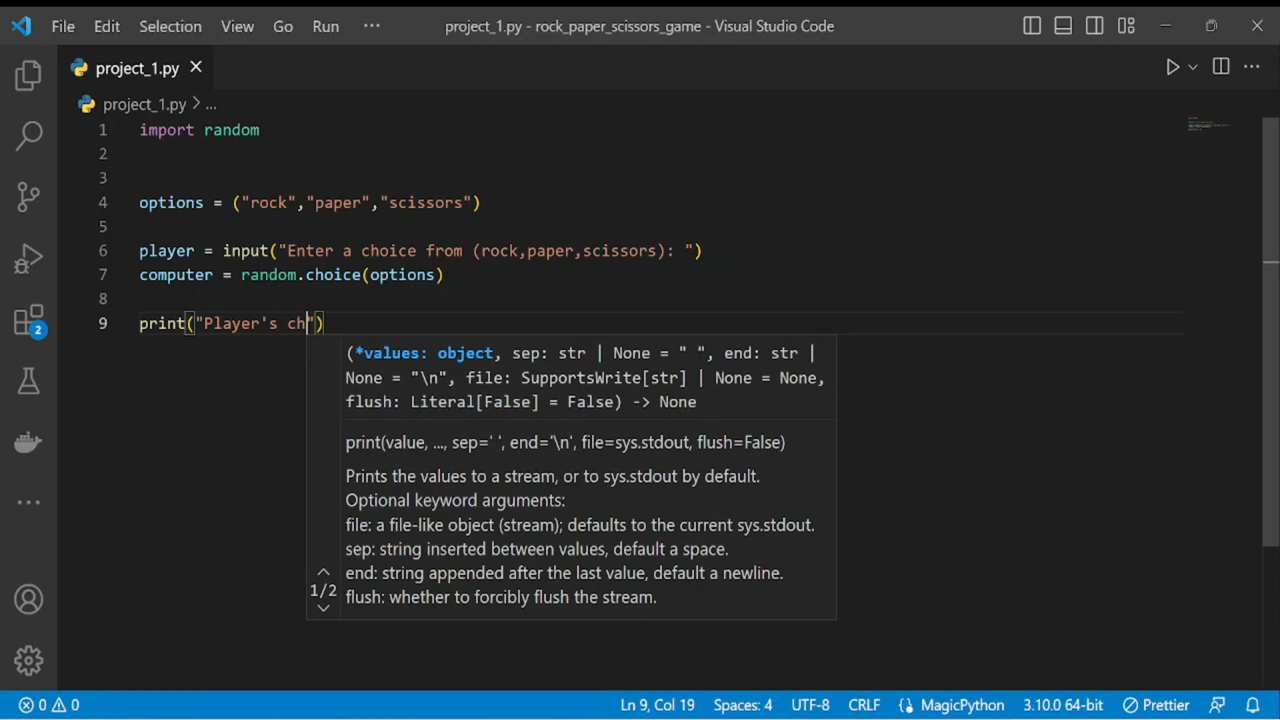 File Edit Selection View Go Run ··· project_1.py - rock_paper_scissors_game - Visual Studio Code
project_1.py
project_1.py > ...
1 import random
2
3
4 options = ("rock","paper","scissors")
5
6 player = input("Enter a choice from (rock,paper,scissors): ")
7 computer = random.choice(options)
8
9 print("Player's ch")
(*values: object, sep: str | None = " ", end: str |
None = "\n", file: SupportsWrite[str] | None = None,
flush: Literal[False] = False) -> None
print(value, ..., sep=' ', end='\n', file=sys.stdout, flush=False)
Prints the values to a stream, or to sys.stdout by default.
Optional keyword arguments:
file: a file-like object (stream); defaults to the current sys.stdout.
sep: string inserted between values, default a space.
end: string appended after the last value, default a newline.
1/2
flush: whether to forcibly flush the stream.
2
0 0 Ln 9, Col 19 Spaces: 4 UTF-8 CRLF MagicPython 3.10.0 64-bit Prettier